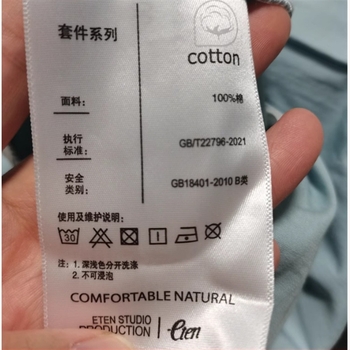 套件系列
cotton
面料： 100%棉
执行
标准： GB/T22796-2021
安全
类别： GB18401-2010 B类
使用及维护说明：
30
注：1. 深浅色分开洗涤
2. 不可浸泡
COMFORTABLE NATURAL
ETEN STUDIO
PRODUCTION | eten